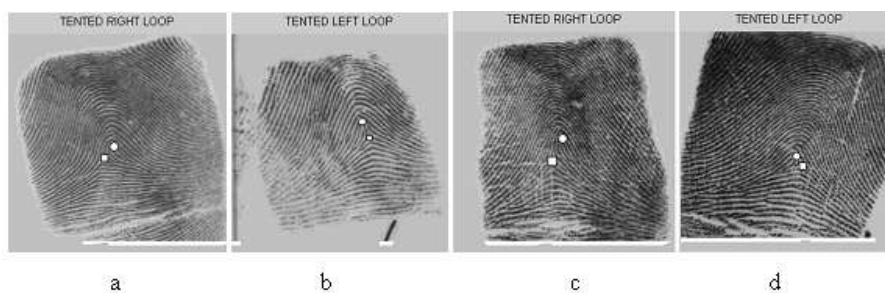 TENTED RIGHT LOOP
TENTED LEFT LOOP
TENTED RIGHT LOOP
TENTED LEFT LOOP
a
b
c
d